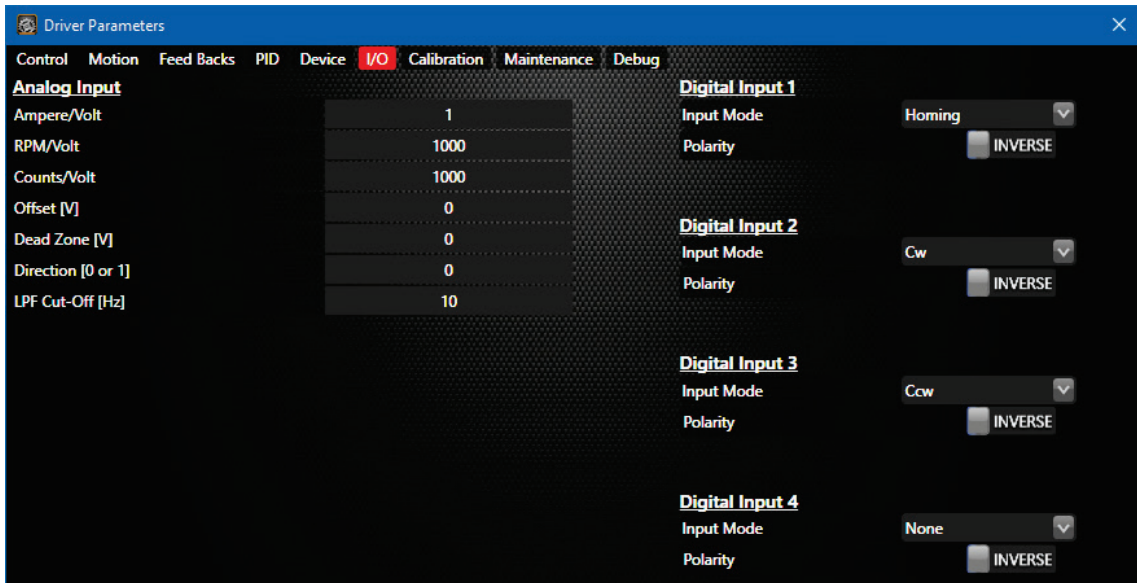 Driver Parameters
Control Motion Feed Backs PID Device I/O Calibration Maintenance Debug
Analog Input
Ampere/Volt 1
RPM/Volt 1000
Counts/Volt 1000
Offset [V] 0
Dead Zone [V] 0
Direction [0 or 1] 0
LPF Cut-Off [Hz] 10
Digital Input 1
Input Mode Homing
Polarity INVERSE
Digital Input 2
Input Mode Cw
Polarity INVERSE
Digital Input 3
Input Mode Ccw
Polarity INVERSE
Digital Input 4
Input Mode None
Polarity INVERSE